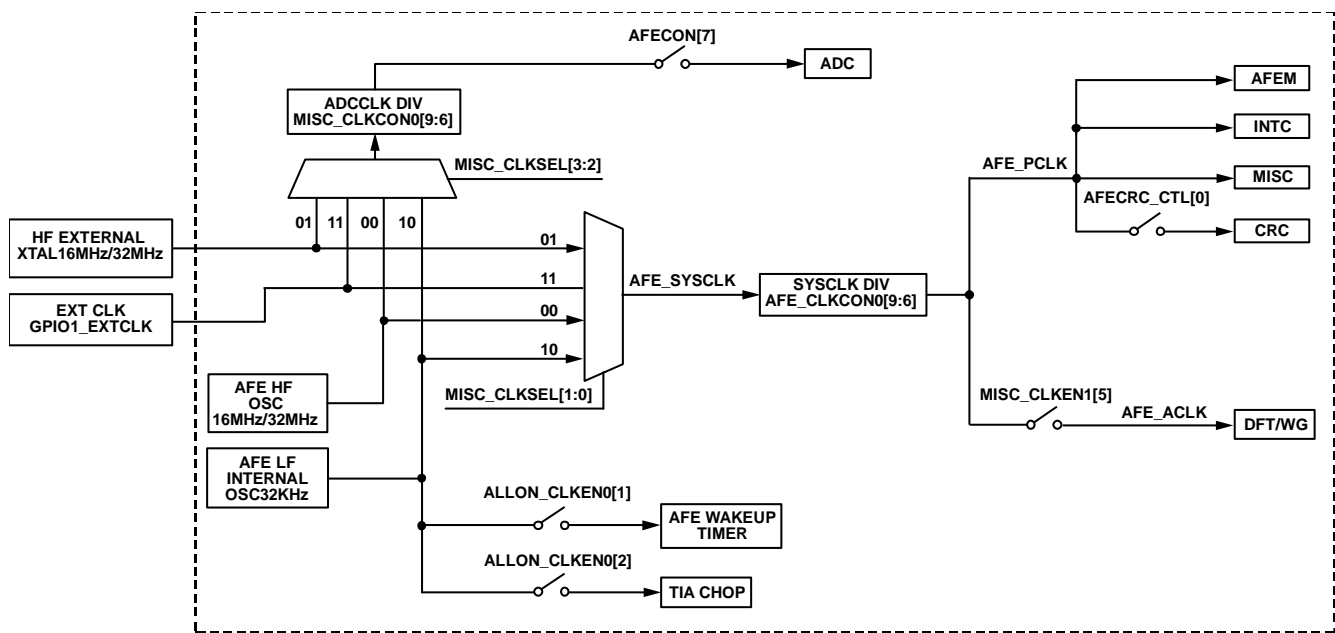 AFECON[7]
ADC
ADCCLK DIV
MISC_CLKCON0[9:6]
MISC_CLKSEL[3:2]
01 11 00 10
HF EXTERNAL
XTAL16MHz/32MHz
EXT CLK
GPIO1_EXTCLK
AFE HF
OSC
16MHz/32MHz
AFE LF
INTERNAL
OSC32KHz
01
11
00
10
MISC_CLKSEL[1:0]
AFE_SYSCLK
SYSCLK DIV
AFE_CLKCON0[9:6]
AFE_PCLK
AFEM
INTC
MISC
AFECRC_CTL[0]
CRC
MISC_CLKEN1[5]
AFE_ACLK
DFT/WG
ALLON_CLKEN0[1]
AFE WAKEUP
TIMER
ALLON_CLKEN0[2]
TIA CHOP